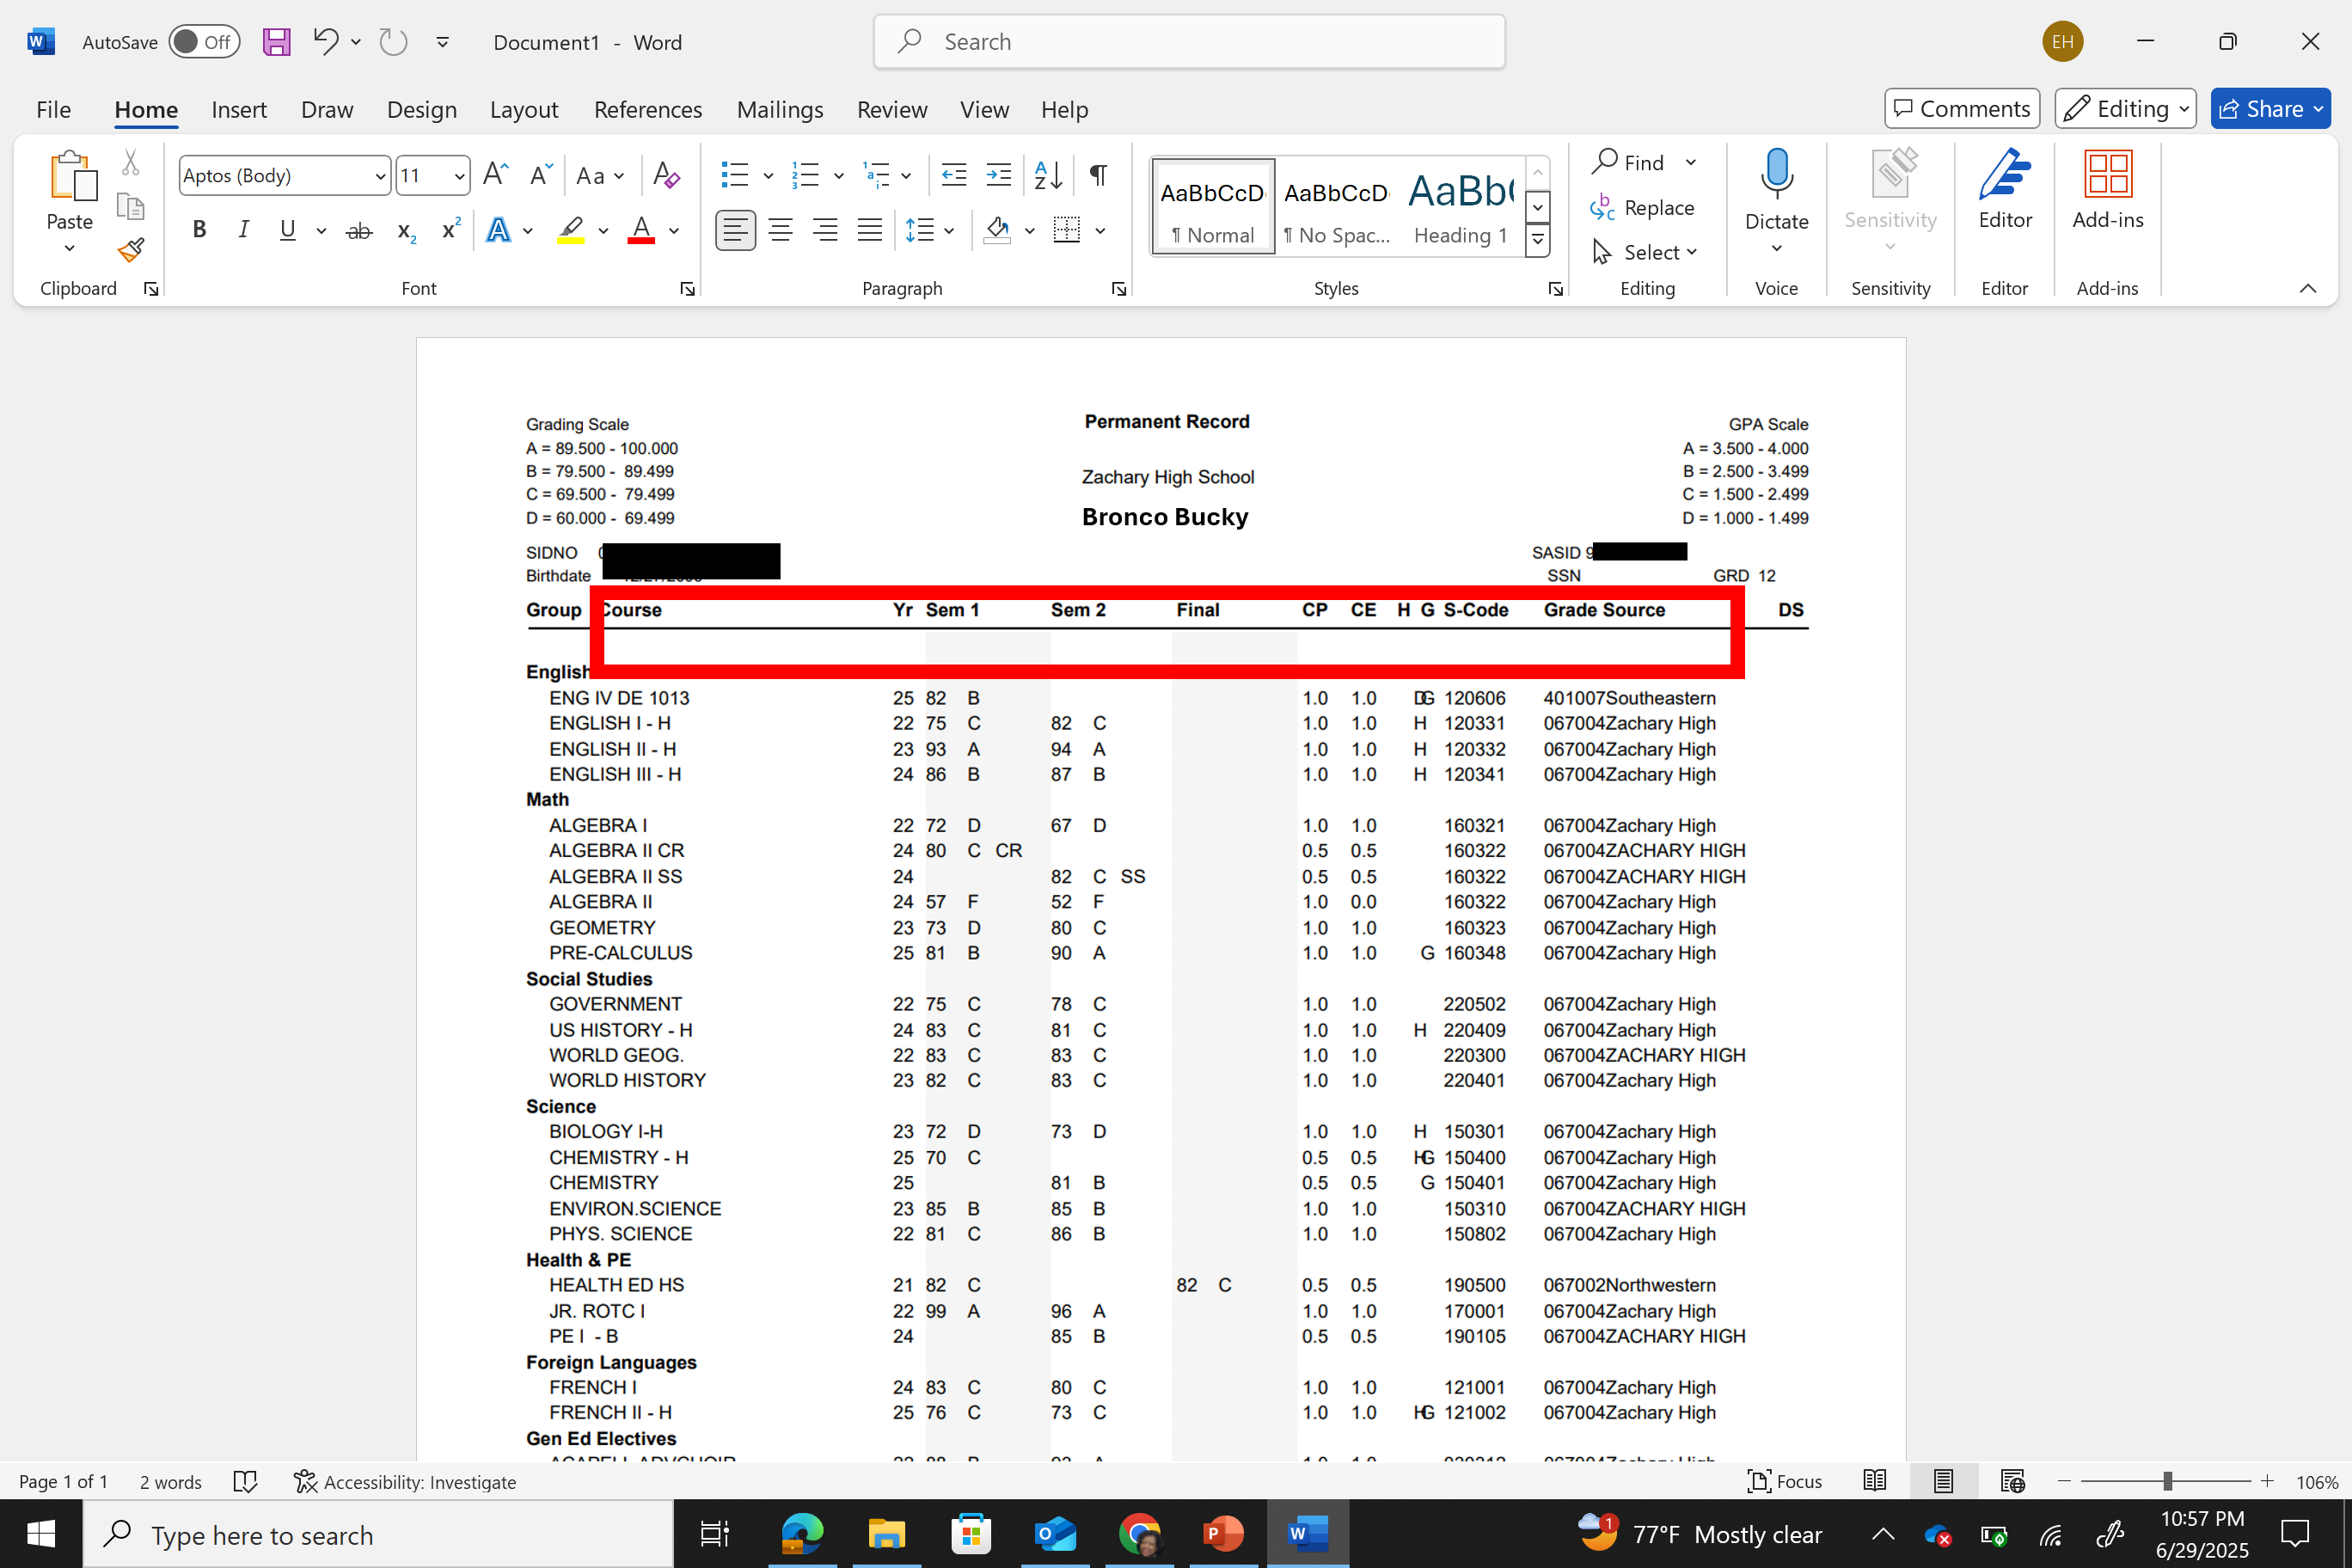 AutoSave Off Document1 - Word Search EH
File Home Insert Draw Design Layout References Mailings Review View Help Comments Editing Share
Paste Aptos (Body) 11 Aa AaBbCcD AaBbCcD AaBb( Find Replace Select Dictate Sensitivity Editor Add-ins
¶ Normal ¶ No Spac... Heading 1
Clipboard Font Paragraph Styles Editing Voice Sensitivity Editor Add-ins
Grading Scale Permanent Record GPA Scale
A = 89.500 - 100.000 A = 3.500 - 4.000
B = 79.500 - 89.499 Zachary High School B = 2.500 - 3.499
C = 69.500 - 79.499 C = 1.500 - 2.499
D = 60.000 - 69.499 Bronco Bucky D = 1.000 - 1.499
SIDNO SASID 9
Birthdate SSN GRD 12
Group Course Yr Sem 1 Sem 2 Final CP CE H G S-Code Grade Source DS
English
ENG IV DE 1013 25 82 B 1.0 1.0 DG 120606 401007Southeastern
ENGLISH I - H 22 75 C 82 C 1.0 1.0 H 120331 067004Zachary High
ENGLISH II - H 23 93 A 94 A 1.0 1.0 H 120332 067004Zachary High
ENGLISH III - H 24 86 B 87 B 1.0 1.0 H 120341 067004Zachary High
Math
ALGEBRA I 22 72 D 67 D 1.0 1.0 160321 067004Zachary High
ALGEBRA II CR 24 80 C CR 0.5 0.5 160322 067004ZACHARY HIGH
ALGEBRA II SS 24 82 C SS 0.5 0.5 160322 067004ZACHARY HIGH
ALGEBRA II 24 57 F 52 F 1.0 0.0 160322 067004Zachary High
GEOMETRY 23 73 D 80 C 1.0 1.0 160323 067004Zachary High
PRE-CALCULUS 25 81 B 90 A 1.0 1.0 G 160348 067004Zachary High
Social Studies
GOVERNMENT 22 75 C 78 C 1.0 1.0 220502 067004Zachary High
US HISTORY - H 24 83 C 81 C 1.0 1.0 H 220409 067004Zachary High
WORLD GEOG. 22 83 C 83 C 1.0 1.0 220300 067004ZACHARY HIGH
WORLD HISTORY 23 82 C 83 C 1.0 1.0 220401 067004Zachary High
Science
BIOLOGY I-H 23 72 D 73 D 1.0 1.0 H 150301 067004Zachary High
CHEMISTRY - H 25 70 C 0.5 0.5 HG 150400 067004Zachary High
CHEMISTRY 25 81 B 0.5 0.5 G 150401 067004Zachary High
ENVIRON.SCIENCE 23 85 B 85 B 1.0 1.0 150310 067004ZACHARY HIGH
PHYS. SCIENCE 22 81 C 86 B 1.0 1.0 150802 067004Zachary High
Health & PE
HEALTH ED HS 21 82 C 82 C 0.5 0.5 190500 067002Northwestern
JR. ROTC I 22 99 A 96 A 1.0 1.0 170001 067004Zachary High
PE I - B 24 85 B 0.5 0.5 190105 067004ZACHARY HIGH
Foreign Languages
FRENCH I 24 83 C 80 C 1.0 1.0 121001 067004Zachary High
FRENCH II - H 25 76 C 73 C 1.0 1.0 HG 121002 067004Zachary High
Gen Ed Electives
Page 1 of 1 2 words Accessibility: Investigate Focus 106%
Type here to search 1 77°F Mostly clear 10:57 PM
6/29/2025